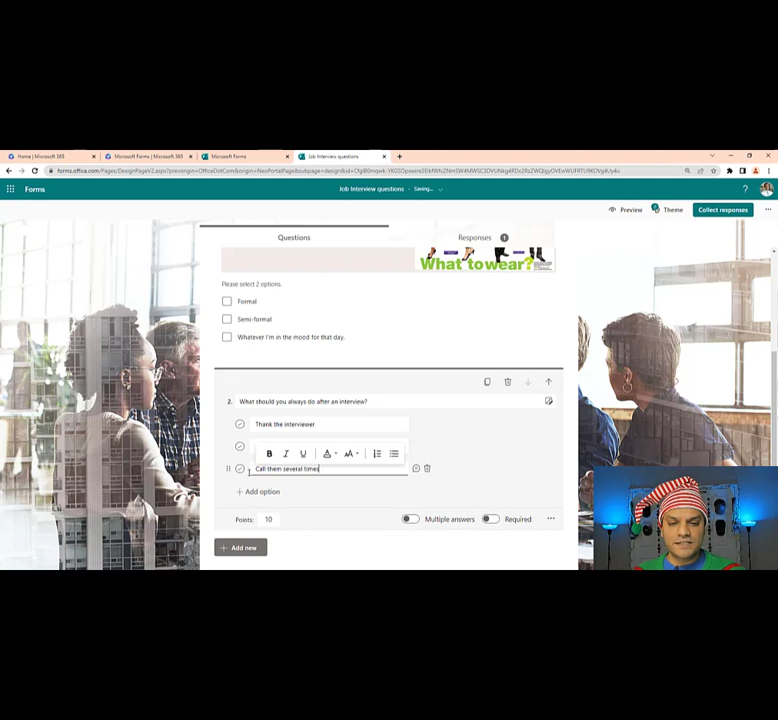 Home | Microsoft 365
Microsoft Forms | Microsoft 365
Microsoft Forms
Job Interview questions
Forms
Job Interview questions - Saving...
?
Preview
Theme
Collect responses
Questions
Responses 1
What to wear?
Please select 2 options.
Formal
Semi-formal
Whatever I'm in the mood for that day.
2. What should you always do after an interview?
Thank the interviewer
B I U A AA
Call them several times
+ Add option
Points: 10
Multiple answers
Required
+ Add new